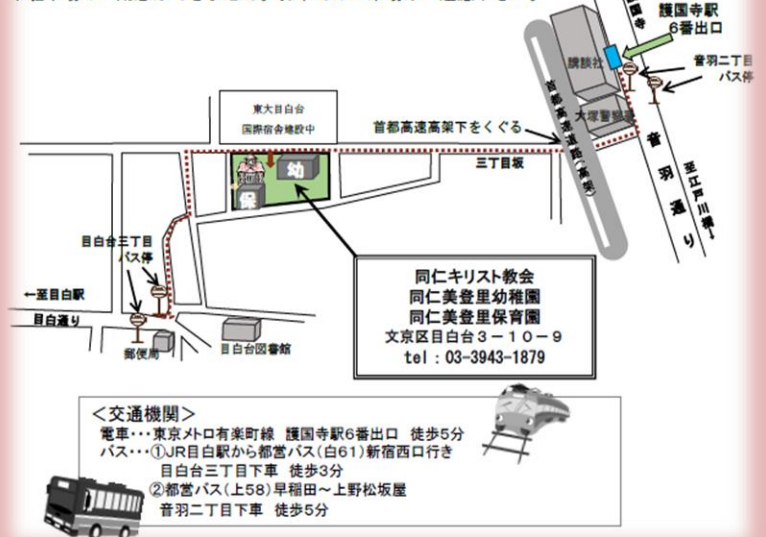 護国寺駅
6番出口
講談社
音羽二丁目
バス停
大塚警察署
首都高速道路(高架)
音羽通り
至江戸川橋→
東大目白台
国際宿舎建設中
首都高速高架下をくぐる
三丁目坂
幼
保
目白台三丁目
バス停
←至目白駅
目白通り
郵便局
目白台図書館
同仁キリスト教会
同仁美登里幼稚園
同仁美登里保育園
文京区目白台3-10-9
tel:03-3943-1879
<交通機関>
電車・・・東京メトロ有楽町線 護国寺駅6番出口 徒歩5分
バス・・・①JR目白駅から都営バス(白61)新宿西口行き
目白台三丁目下車 徒歩3分
②都営バス(上58)早稲田~上野松坂屋
音羽二丁目下車 徒歩5分